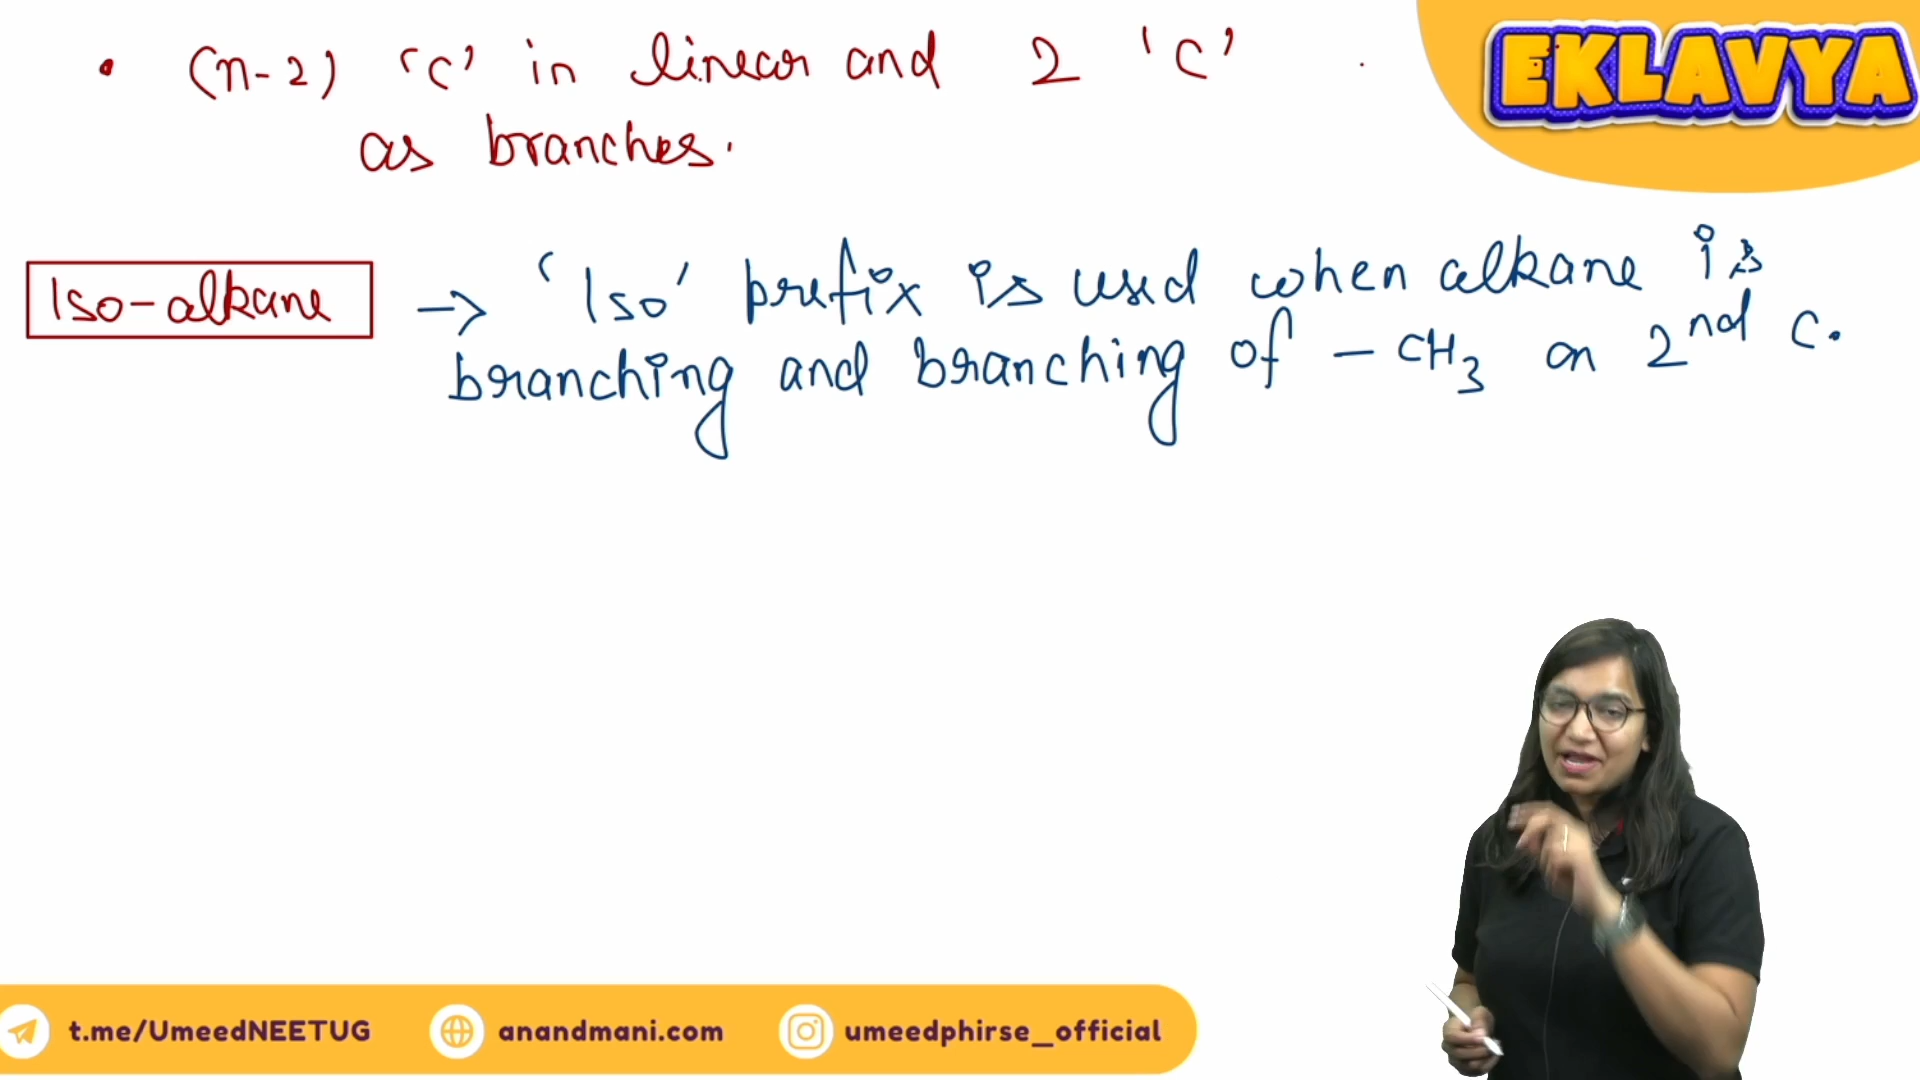 • (n-2) 'C' in linear and 2 'C'
as branches.
EKLAVYA
Iso-alkane → 'Iso' prefix is used when alkane is
branching and branching of -CH₃ on 2nd C.
t.me/UmeedNEETUG anandmani.com umeedphirse_official